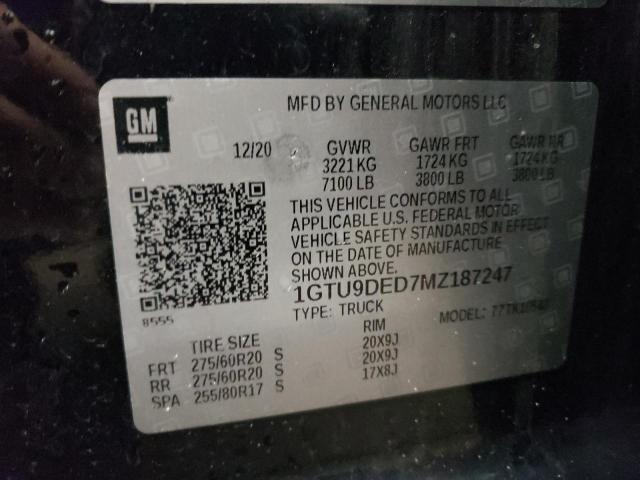 GM
MFD BY GENERAL MOTORS LLC
12/20 GVWR GAWR FRT GAWR RR
3221 KG 1724 KG 1724 KG
7100 LB 3800 LB 3800 LB
THIS VEHICLE CONFORMS TO ALL
APPLICABLE U.S. FEDERAL MOTOR
VEHICLE SAFETY STANDARDS IN EFFECT
ON THE DATE OF MANUFACTURE
SHOWN ABOVE.
1GTU9DED7MZ187247
8555
TYPE: TRUCK MODEL:
TIRE SIZE RIM
FRT 275/60R20 S 20X9J
RR 275/60R20 S 20X9J
SPA 255/80R17 S 17X8J